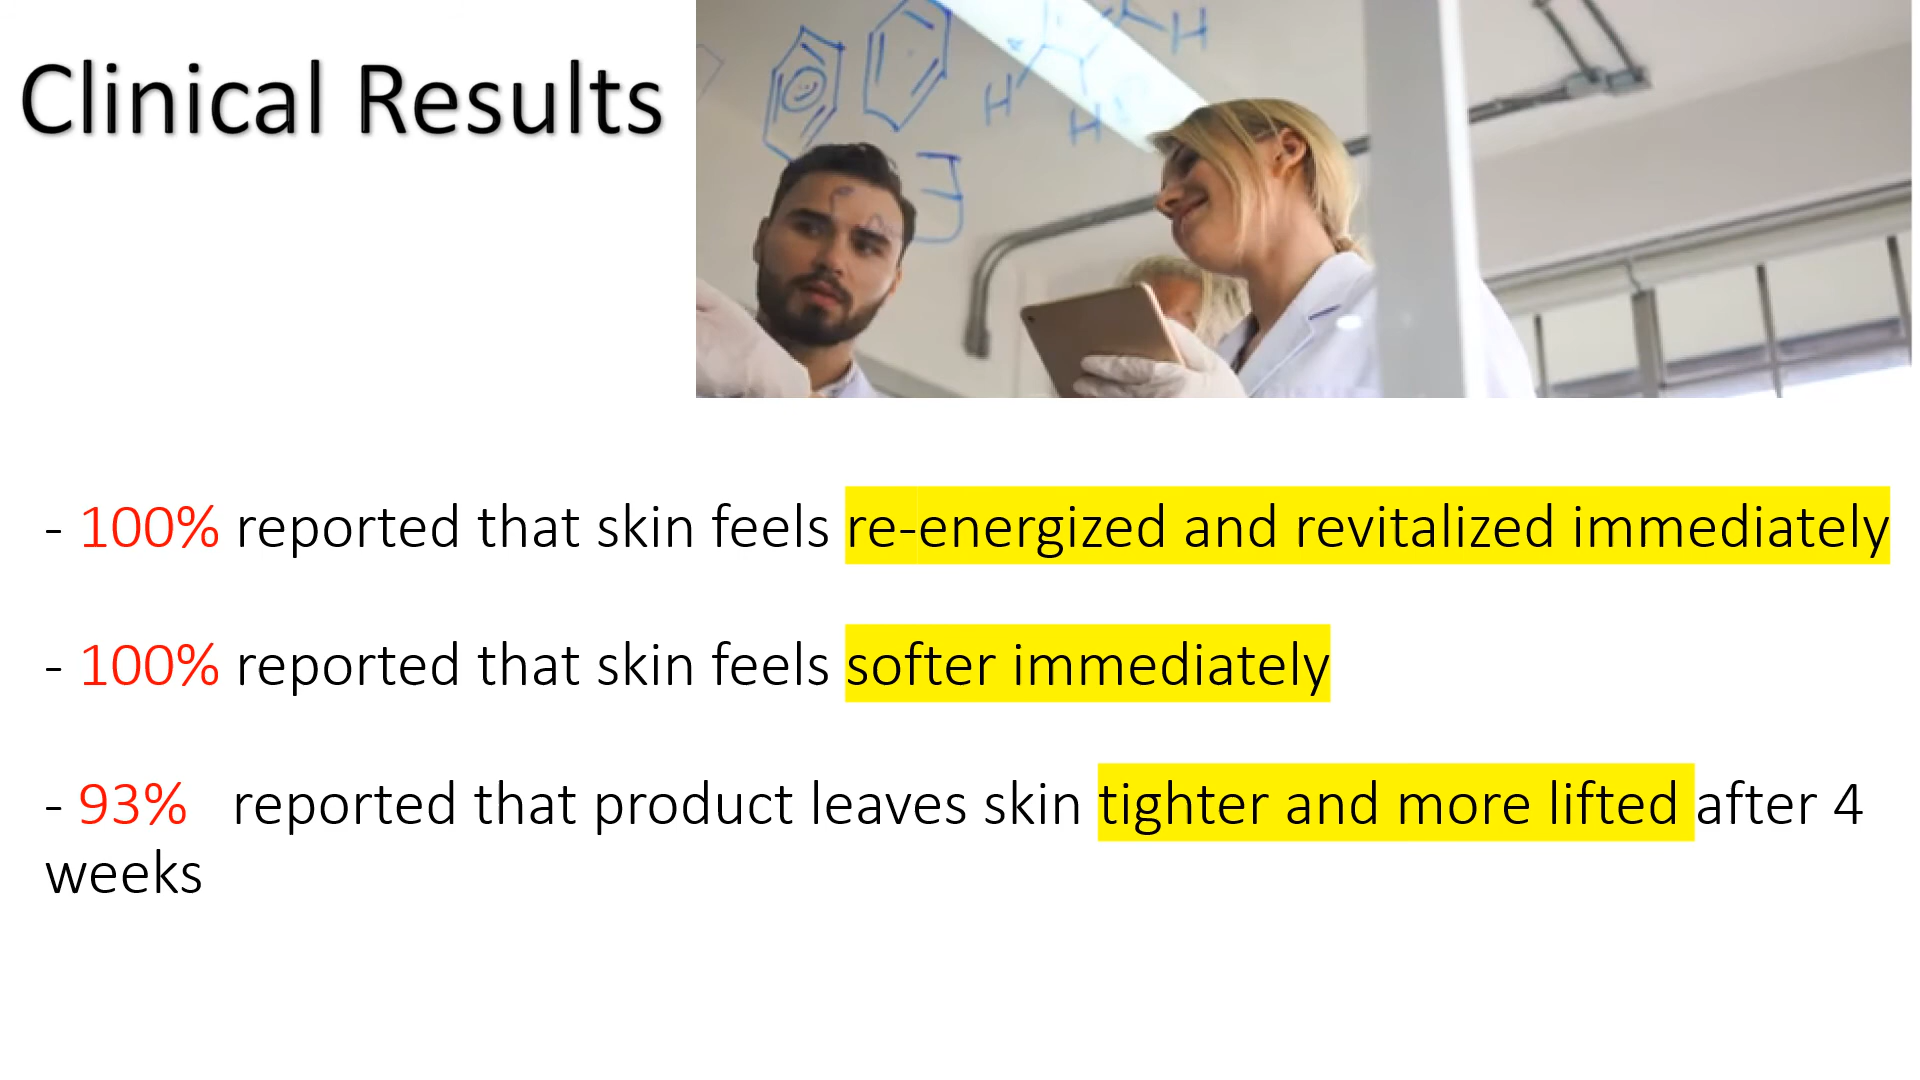 Clinical Results
H
H
H
- 100% reported that skin feels re-energized and revitalized immediately
- 100% reported that skin feels softer immediately
- 93% reported that product leaves skin tighter and more lifted after 4
weeks